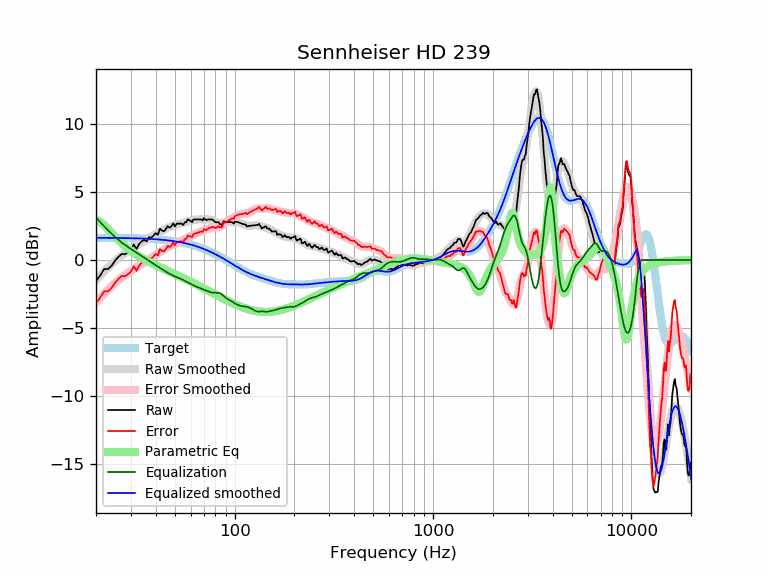 Sennheiser HD 239
Amplitude (dBr)
10
5
0
−5
−10
−15
Target
Raw Smoothed
Error Smoothed
Raw
Error
Parametric Eq
Equalization
Equalized smoothed
100
1000
10000
Frequency (Hz)